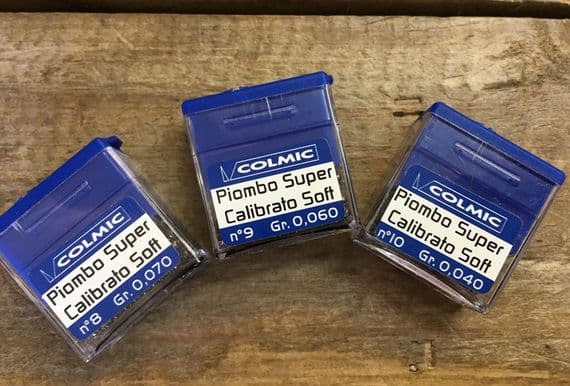 COLMIC
Piombo Super
Calibrato Soft
n°8 Gr.0,070
COLMIC
Piombo Super
Calibrato Soft
n°9 Gr.0,060
COLMIC
Piombo Super
Calibrato Soft
n°10 Gr.0,040